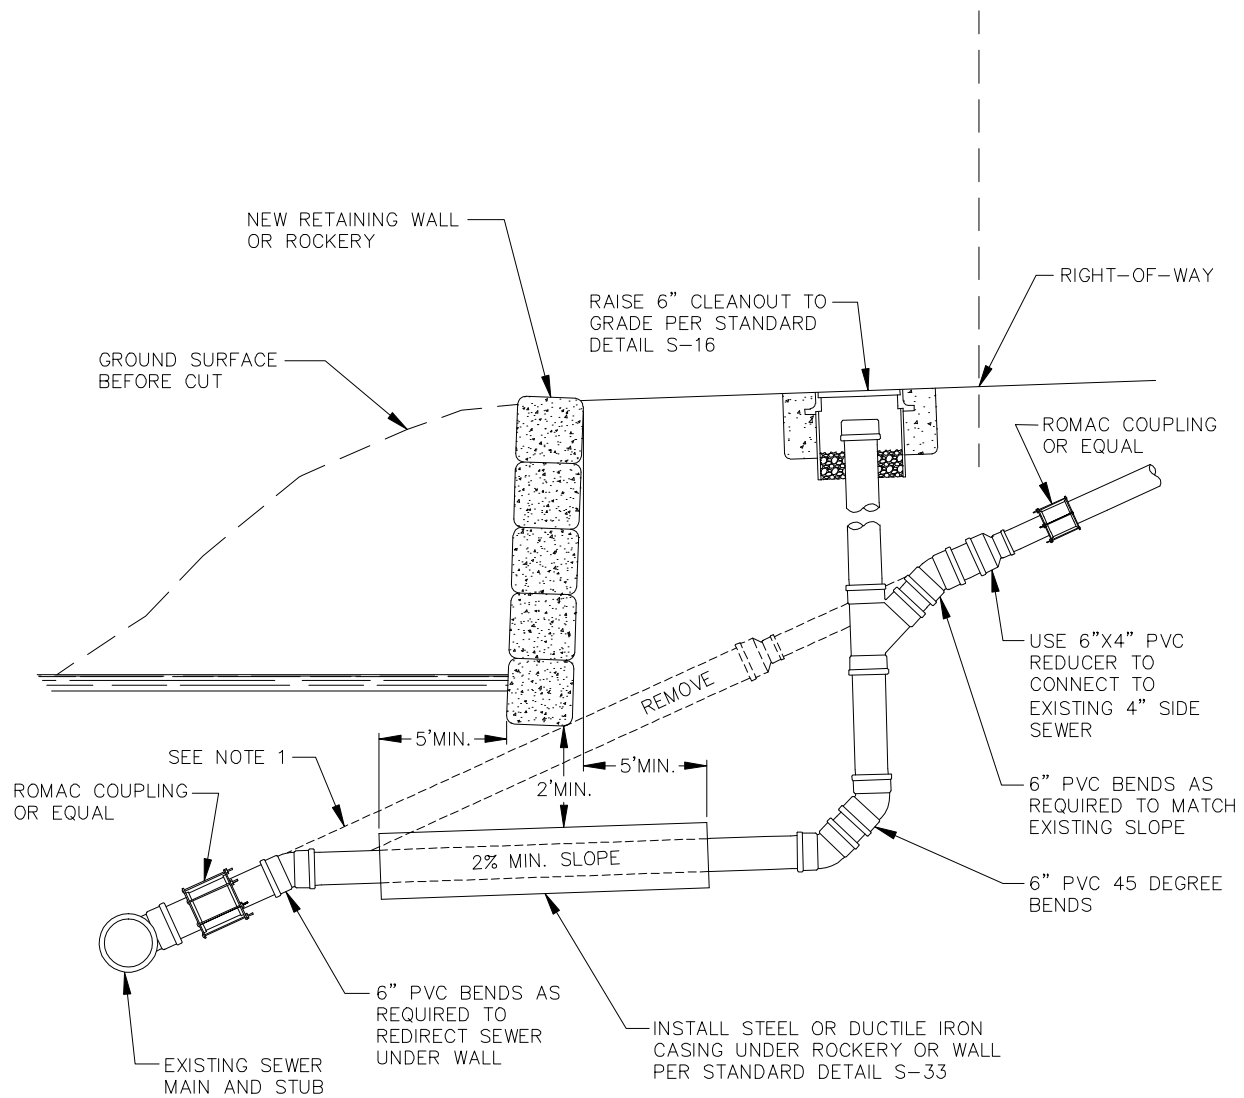 NEW RETAINING WALL
OR ROCKERY
RIGHT-OF-WAY
RAISE 6" CLEANOUT TO
GRADE PER STANDARD
DETAIL S-16
GROUND SURFACE
BEFORE CUT
ROMAC COUPLING
OR EQUAL
USE 6"X4" PVC
REDUCER TO
CONNECT TO
EXISTING 4" SIDE
SEWER
REMOVE
5'MIN.
SEE NOTE 1
5'MIN.
2'MIN.
ROMAC COUPLING
OR EQUAL
6" PVC BENDS AS
REQUIRED TO MATCH
EXISTING SLOPE
2% MIN. SLOPE
6" PVC 45 DEGREE
BENDS
6" PVC BENDS AS
REQUIRED TO
REDIRECT SEWER
UNDER WALL
INSTALL STEEL OR DUCTILE IRON
CASING UNDER ROCKERY OR WALL
PER STANDARD DETAIL S-33
EXISTING SEWER
MAIN AND STUB